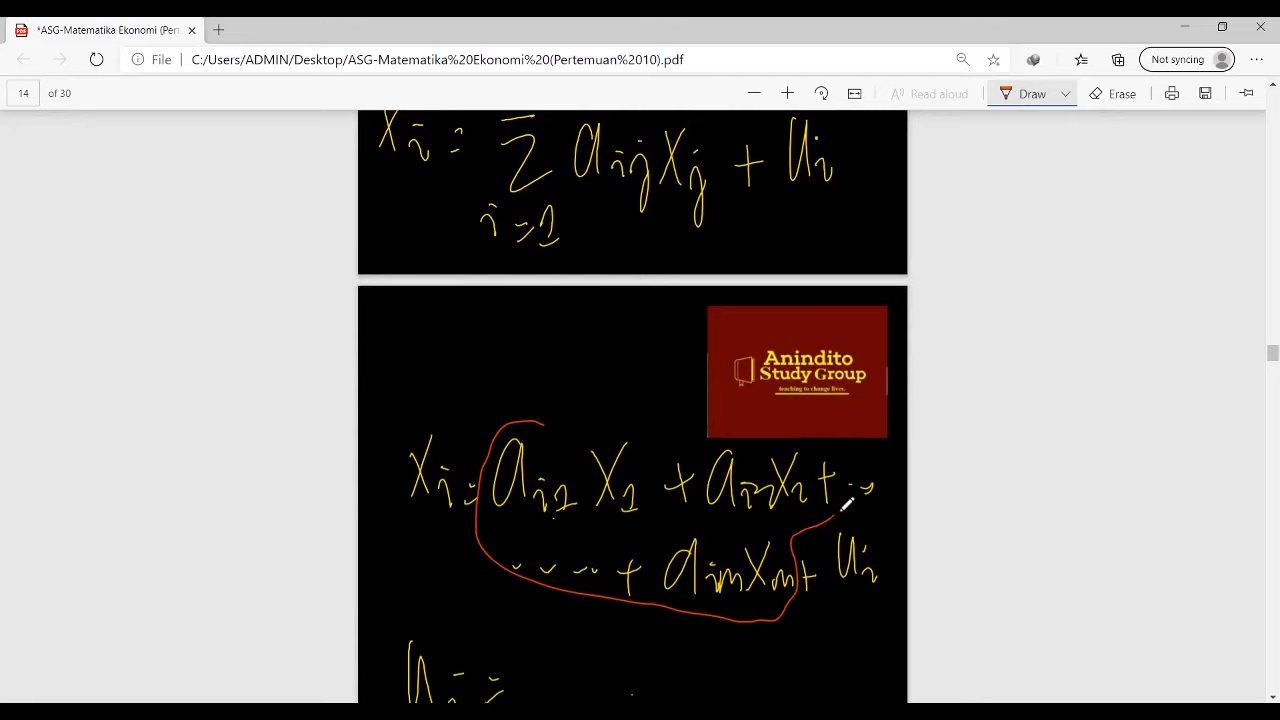 *ASG-Matematika Ekonomi (Pert
File C:/Users/ADMIN/Desktop/ASG-Matematika%20Ekonomi%20(Pertemuan%2010).pdf Not syncing
14 of 30 Read aloud Draw Erase
Xi = Σ aijXj + Ui
i=1
Anindito
Study Group
teaching to change lives.
Xi = ai1 X1 + ai2X2 + ...
..... + aimXm + Ui
Ui =